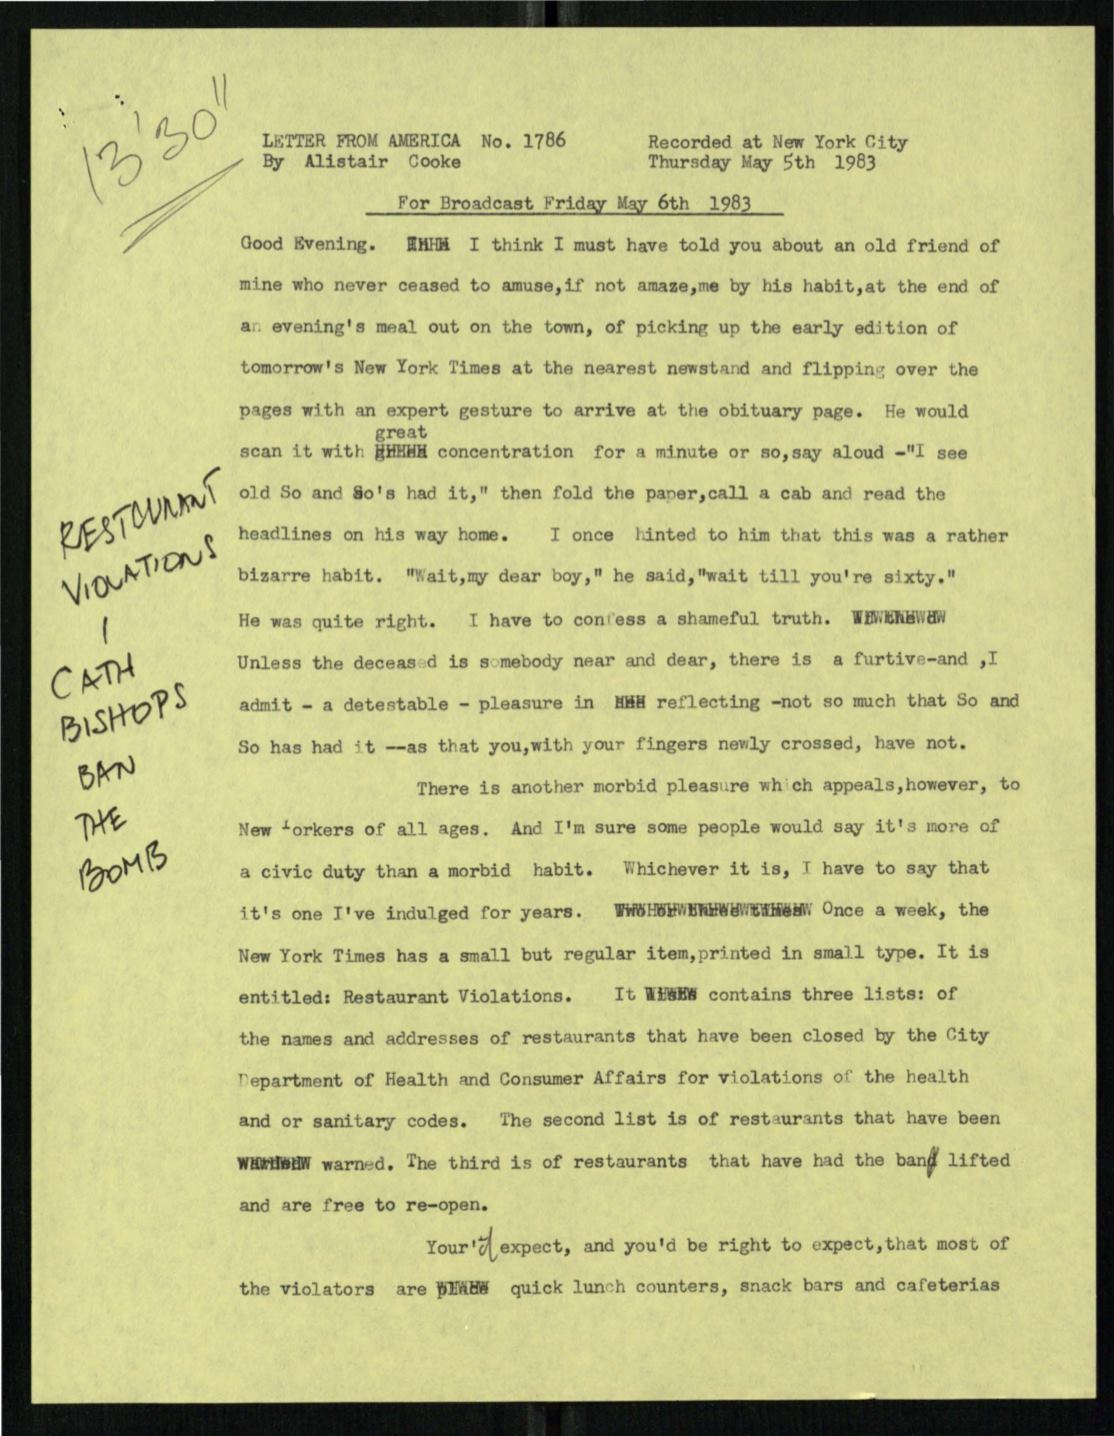 13'30"
LETTER FROM AMERICA No. 1786 Recorded at New York City
By Alistair Cooke Thursday May 5th 1983
For Broadcast Friday May 6th 1983
Good Evening. I think I must have told you about an old friend of
mine who never ceased to amuse,if not amaze,me by his habit,at the end of
an evening's meal out on the town, of picking up the early edition of
tomorrow's New York Times at the nearest newstand and flipping over the
pages with an expert gesture to arrive at the obituary page. He would
great
scan it with concentration for a minute or so,say aloud -"I see
old So and So's had it," then fold the paper,call a cab and read the
headlines on his way home. I once hinted to him that this was a rather
bizarre habit. "Wait,my dear boy," he said,"wait till you're sixty."
He was quite right. I have to confess a shameful truth.
Unless the deceased is somebody near and dear, there is a furtive-and ,I
admit - a detestable - pleasure in reflecting -not so much that So and
So has had it --as that you,with your fingers newly crossed, have not.
There is another morbid pleasure which appeals,however, to
New Yorkers of all ages. And I'm sure some people would say it's more of
a civic duty than a morbid habit. Whichever it is, I have to say that
it's one I've indulged for years. Two or three times Once a week, the
New York Times has a small but regular item,printed in small type. It is
entitled: Restaurant Violations. It contains three lists: of
the names and addresses of restaurants that have been closed by the City
Department of Health and Consumer Affairs for violations of the health
and or sanitary codes. The second list is of restaurants that have been
warned. The third is of restaurants that have had the ban lifted
and are free to re-open.
Your'd expect, and you'd be right to expect,that most of
the violators are quick lunch counters, snack bars and cafeterias
RESTAURANT
VIOLATIONS
/
CATH
BISHOPS
BAN
THE
BOMB